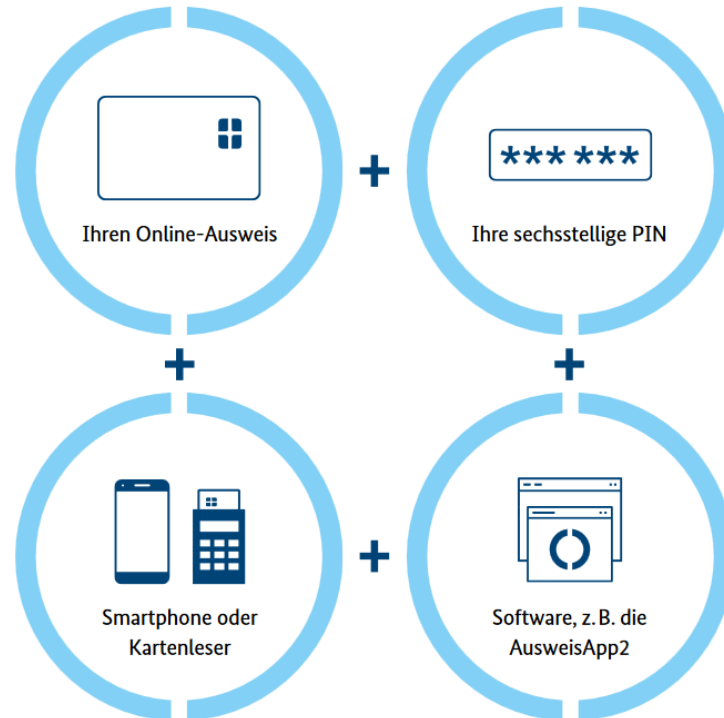 Ihren Online-Ausweis
*** ***
Ihre sechsstellige PIN
Smartphone oder
Kartenleser
Software, z. B. die
AusweisApp2